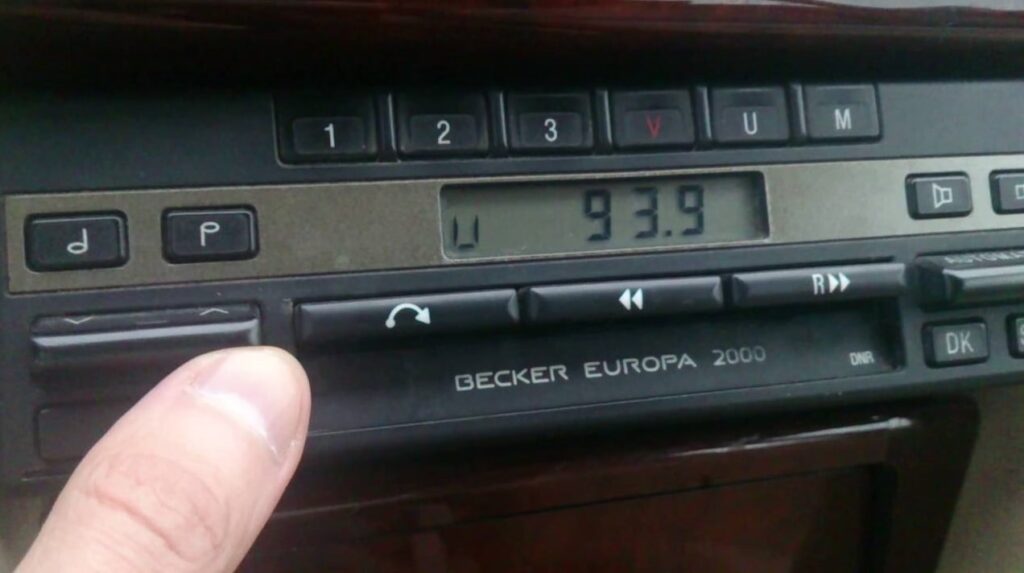 1 2 3 V U M
U 93.9
P
R
BECKER EUROPA 2000
DNR
DK